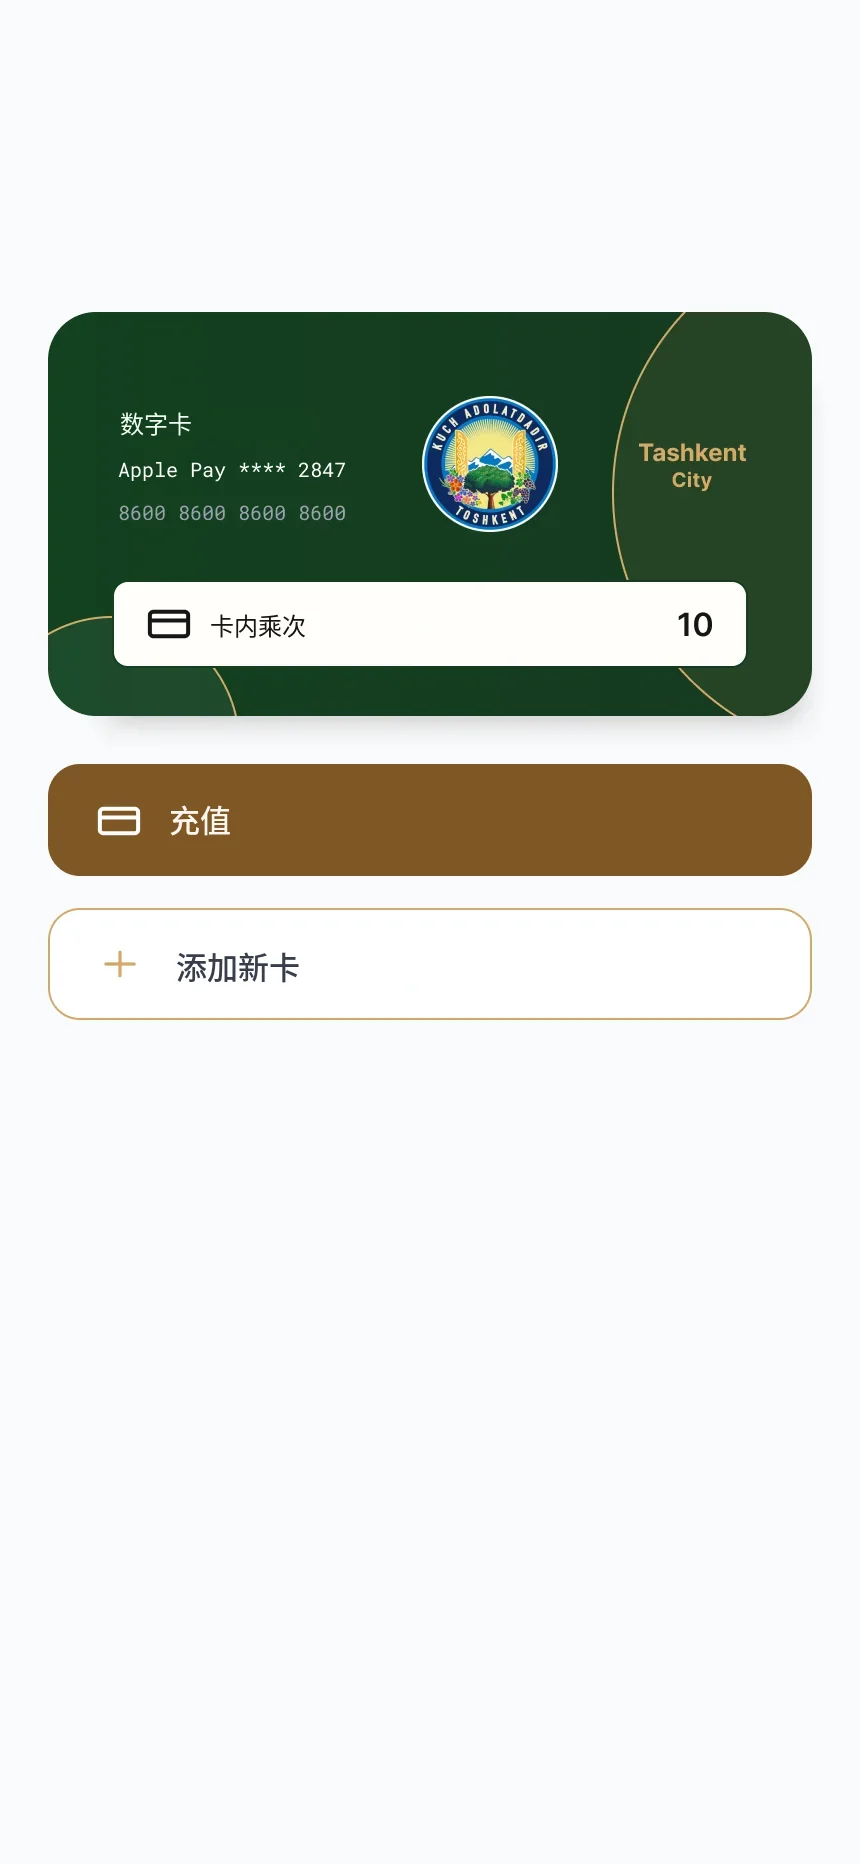 数字卡
Apple Pay **** 2847
8600 8600 8600 8600
KUCH ADOLATDADIR
TOSHKENT
Tashkent
City
卡内乘次
10
充值
添加新卡